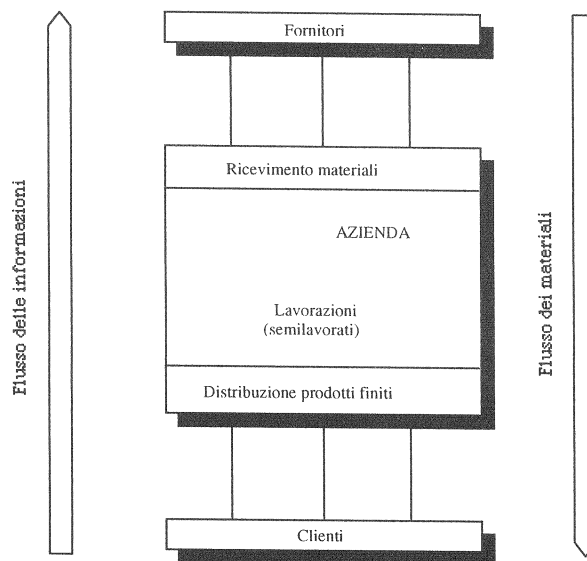 Fornitori
Ricevimento materiali
AZIENDA
Lavorazioni
(semilavorati)
Distribuzione prodotti finiti
Clienti
Flusso delle informazioni
Flusso dei materiali